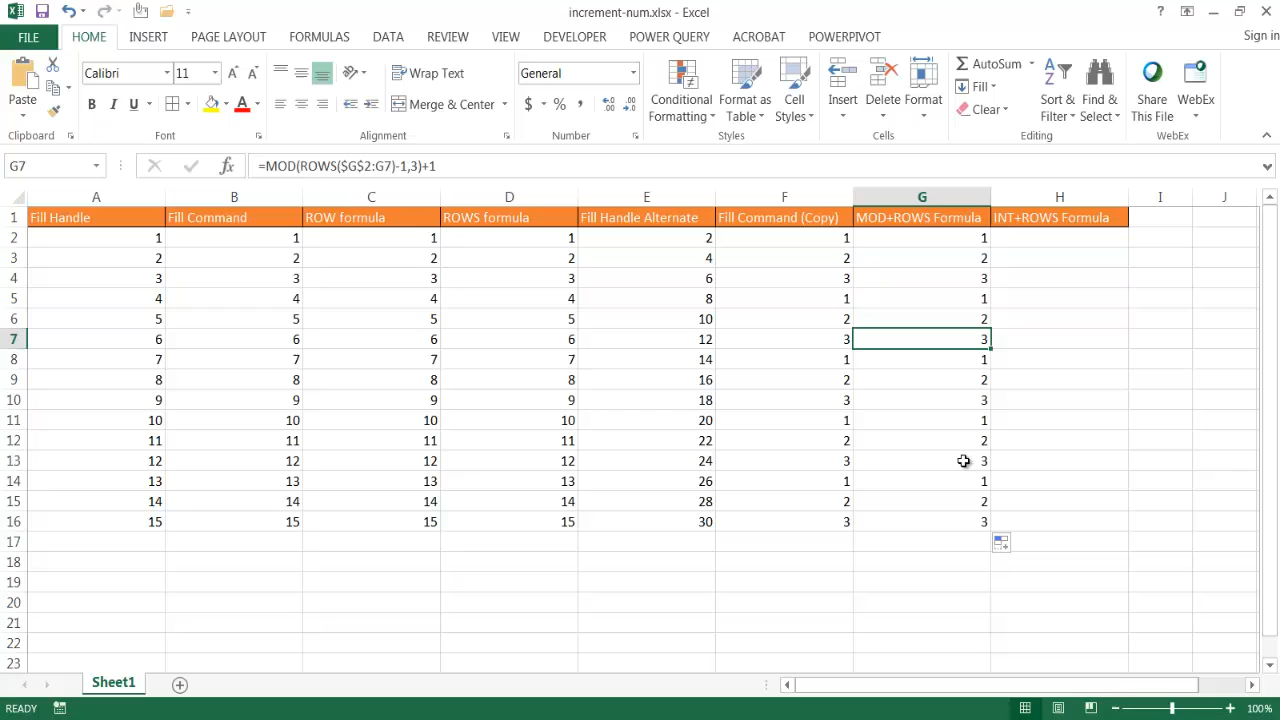 increment-num.xlsx - Excel
?
FILE HOME INSERT PAGE LAYOUT FORMULAS DATA REVIEW VIEW DEVELOPER POWER QUERY ACROBAT POWERPIVOT Sign in
Paste
Calibri 11
B I U A
Wrap Text
Merge & Center
General
$ % ,
Conditional Formatting
Format as Table
Cell Styles
Insert Delete Format
AutoSum
Fill
Clear
Sort & Filter
Find & Select
Share This File
WebEx
Clipboard Font Alignment Number Styles Cells Editing WebEx
G7 fx =MOD(ROWS($G$2:G7)-1,3)+1
A B C D E F G H I J
1 Fill Handle Fill Command ROW formula ROWS formula Fill Handle Alternate Fill Command (Copy) MOD+ROWS Formula INT+ROWS Formula
2 1 1 1 1 2 1 1
3 2 2 2 2 4 2 2
4 3 3 3 3 6 3 3
5 4 4 4 4 8 1 1
6 5 5 5 5 10 2 2
7 6 6 6 6 12 3 3
8 7 7 7 7 14 1 1
9 8 8 8 8 16 2 2
10 9 9 9 9 18 3 3
11 10 10 10 10 20 1 1
12 11 11 11 11 22 2 2
13 12 12 12 12 24 3 3
14 13 13 13 13 26 1 1
15 14 14 14 14 28 2 2
16 15 15 15 15 30 3 3
17
18
19
20
21
22
23
Sheet1
READY 100%